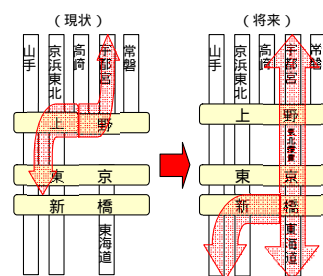 （現状）
山手
京浜東北
高崎
宇都宮
常磐
上野
東京
新橋
東海道
（将来）
山手
京浜東北
高崎
宇都宮
常磐
上野
東北縦貫
東京
新橋
東海道